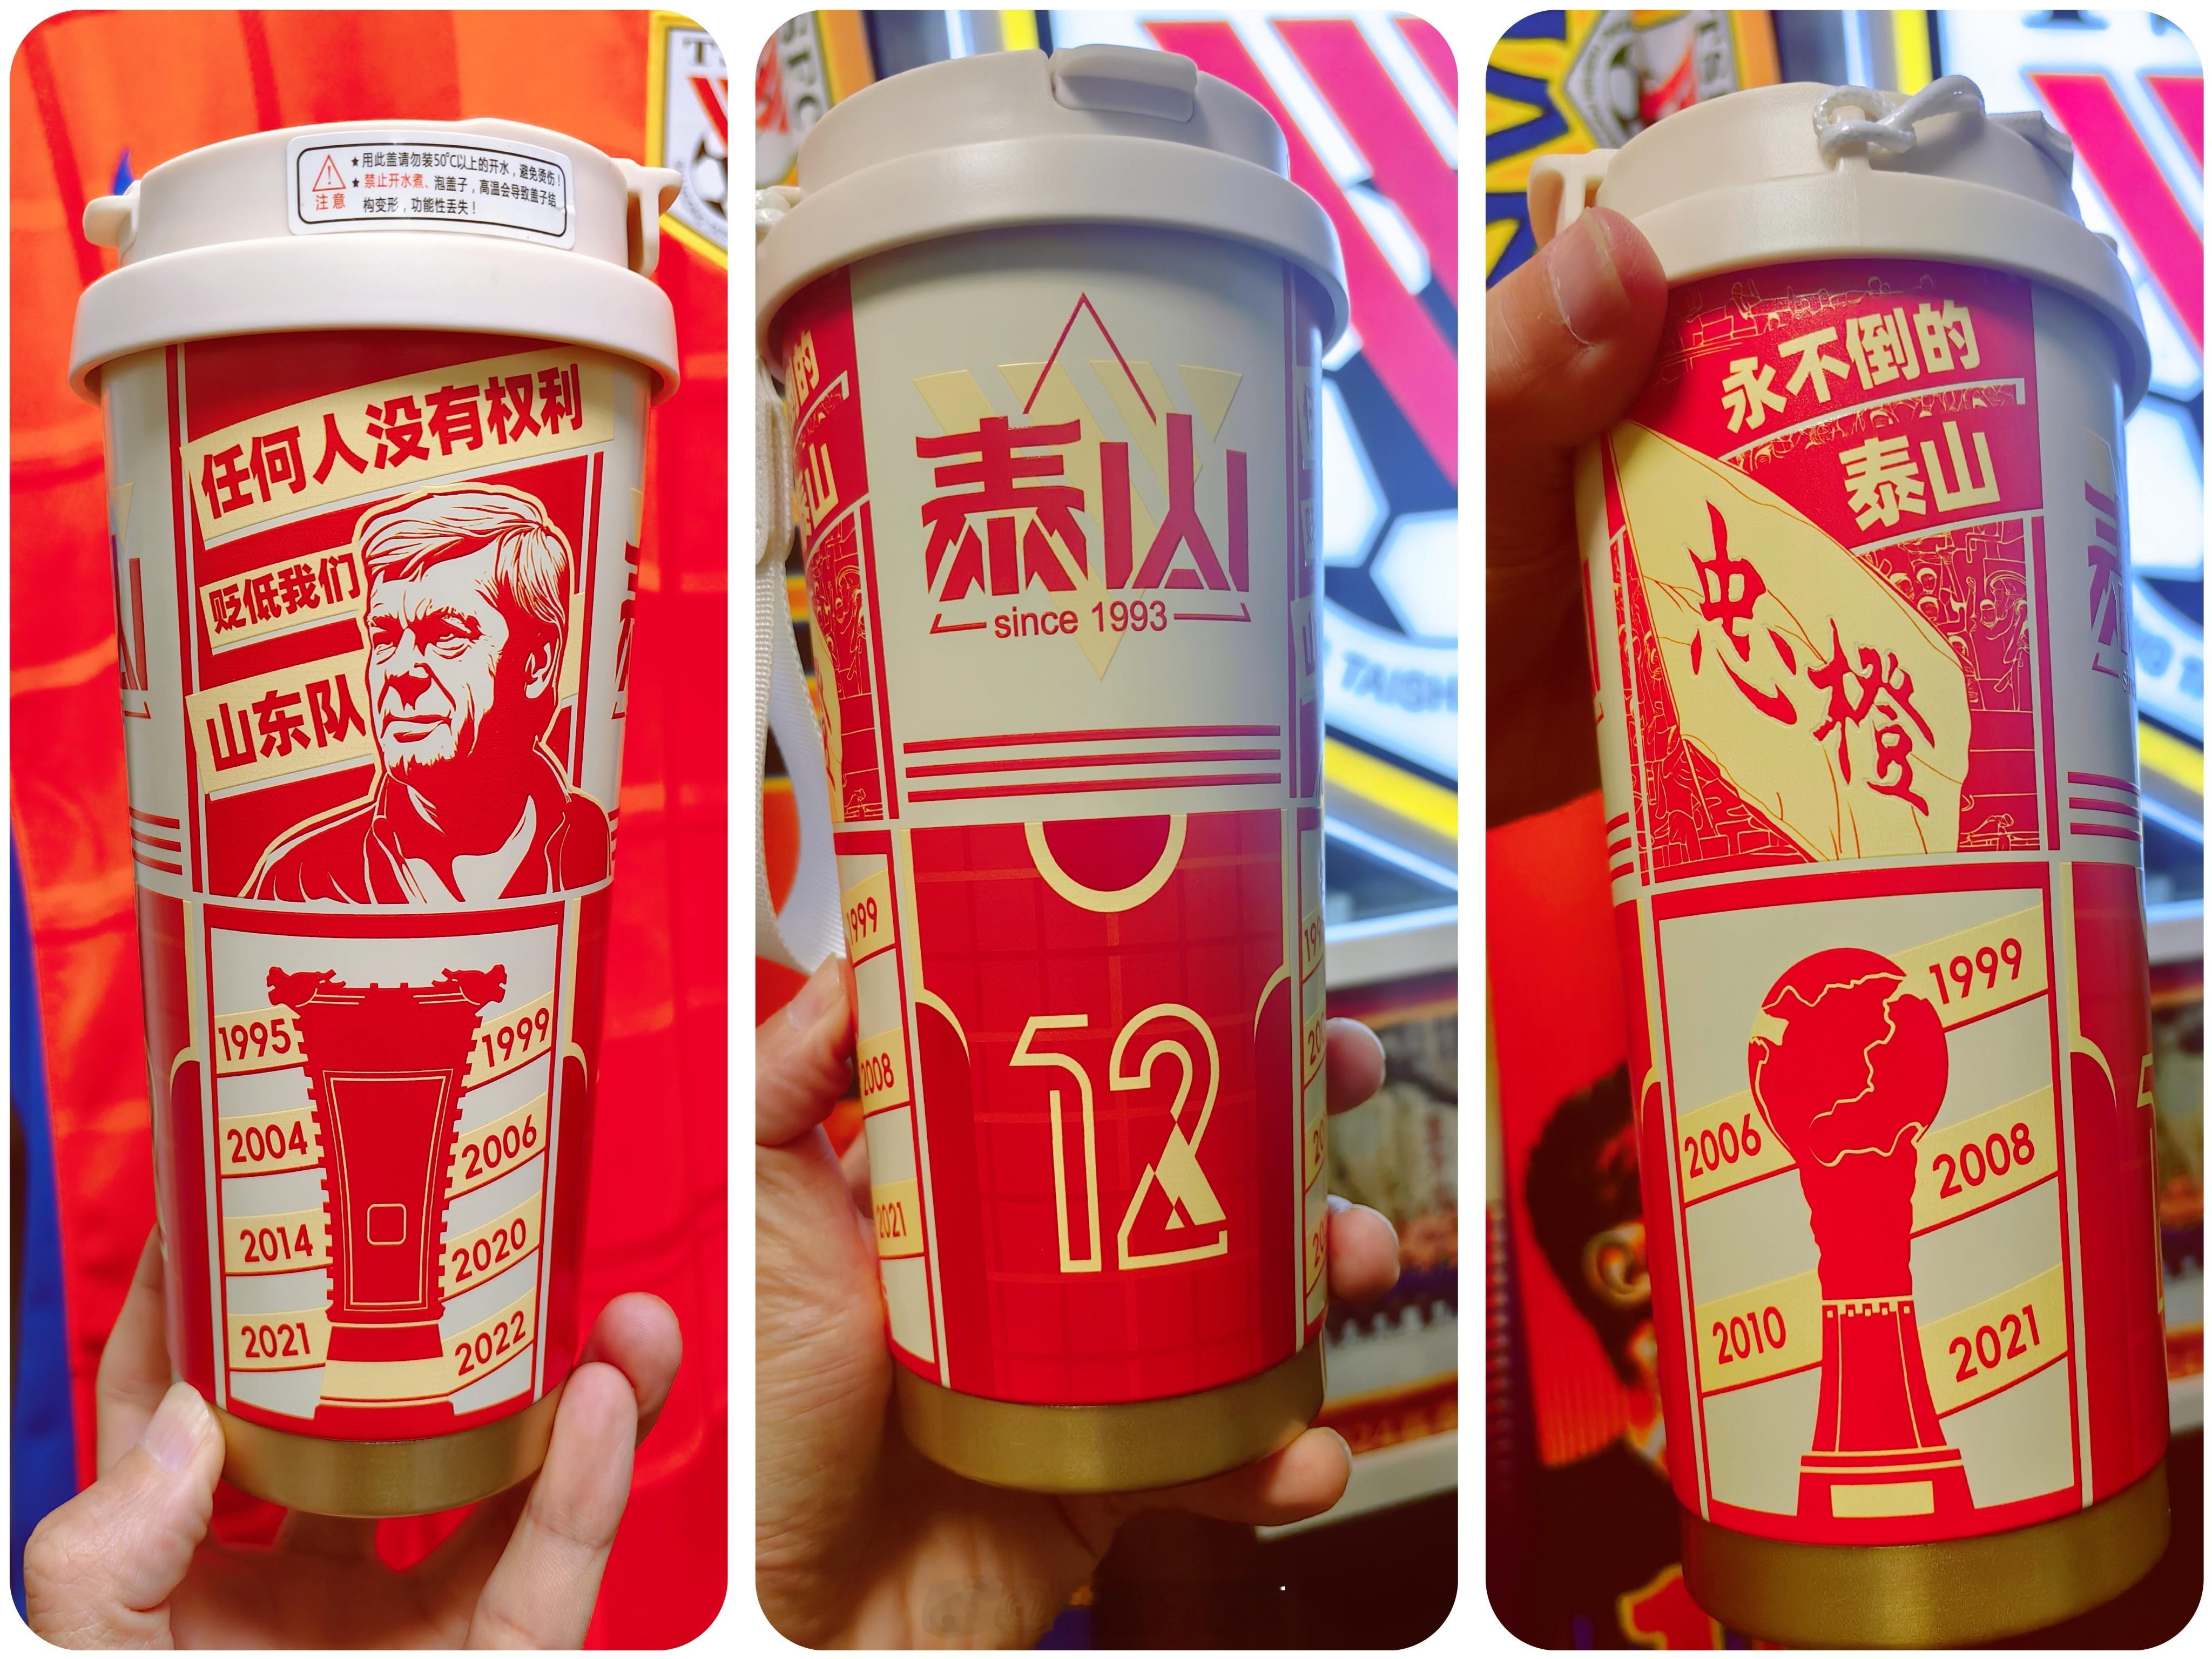 用此盖请勿装50℃以上的开水，避免烫伤！
禁止开水煮、泡盖子，高温会导致盖子结
构变形，功能性丢失！
注意
任何人没有权利
贬低我们
山东队
1995
1999
2004
2006
2014
2020
2021
2022
SFC
泰山
since 1993
12
1999
2008
2021
TAISH
永不倒的
泰山
忠橙
1999
2006
2008
2010
2021